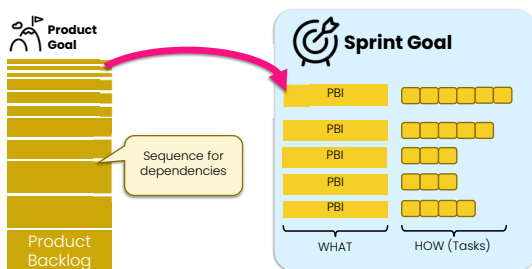 Product
Goal
Sequence for
dependencies
Product
Backlog
Sprint Goal
PBI
PBI
PBI
PBI
PBI
WHAT
HOW (Tasks)